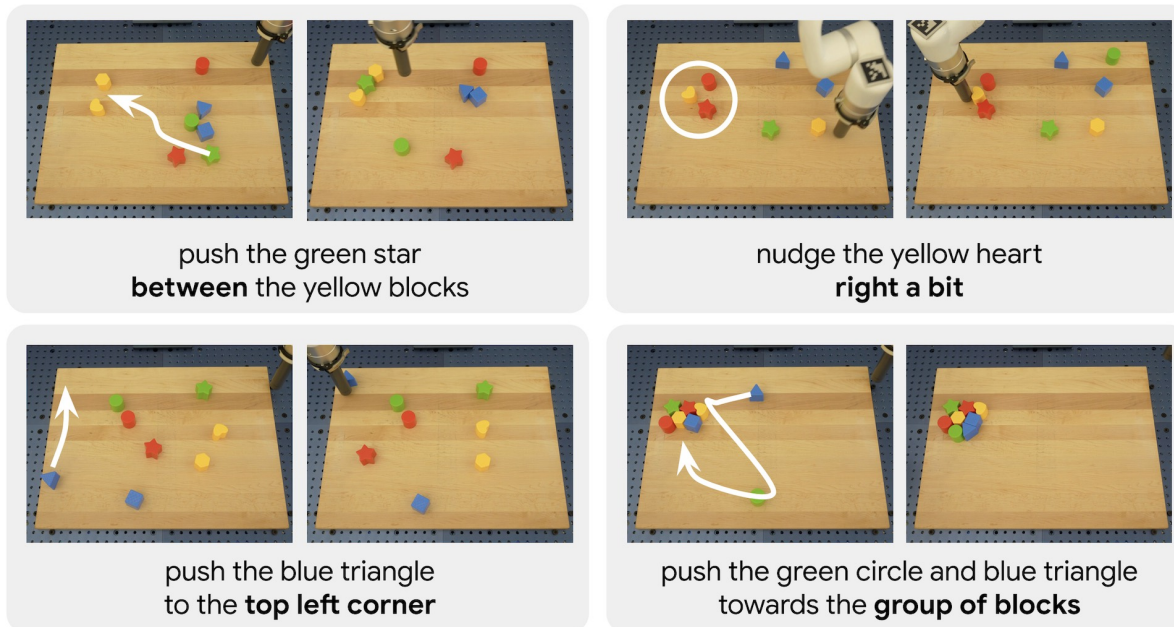 push the green star
between the yellow blocks
nudge the yellow heart
right a bit
push the blue triangle
to the top left corner
push the green circle and blue triangle
towards the group of blocks